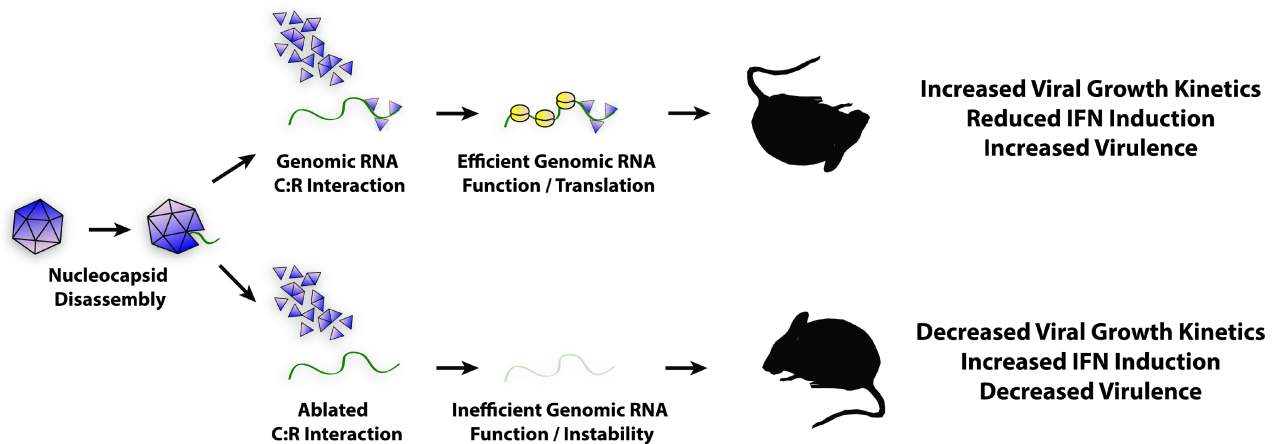 Nucleocapsid
Disassembly
Genomic RNA
C:R Interaction
Efficient Genomic RNA
Function / Translation
Increased Viral Growth Kinetics
Reduced IFN Induction
Increased Virulence
Ablated
C:R Interaction
Inefficient Genomic RNA
Function / Instability
Decreased Viral Growth Kinetics
Increased IFN Induction
Decreased Virulence